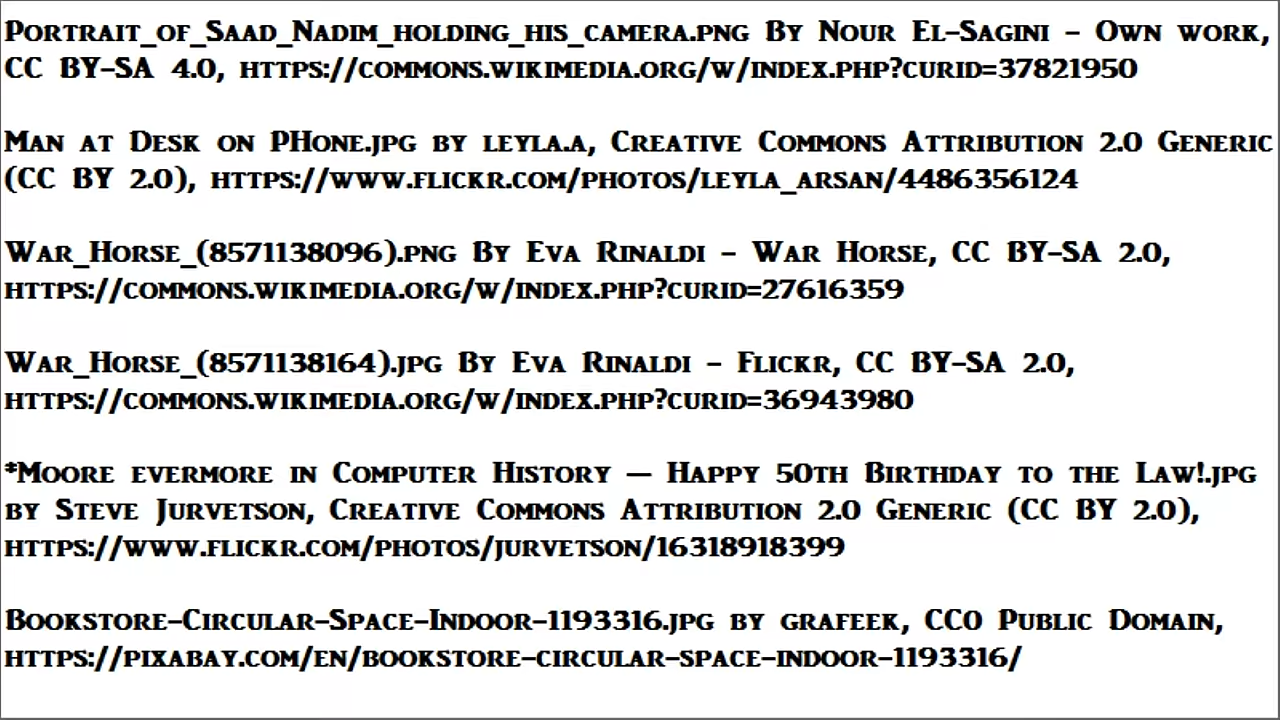 Portrait_of_Saad_Nadim_holding_his_camera.png By Nour El-Sagini - Own work,
CC BY-SA 4.0, https://commons.wikimedia.org/w/index.php?curid=37821950
Man at Desk on PHone.jpg by leyla.a, Creative Commons Attribution 2.0 Generic
(CC BY 2.0), https://www.flickr.com/photos/leyla_arsan/4486356124
War_Horse_(8571138096).png By Eva Rinaldi - War Horse, CC BY-SA 2.0,
https://commons.wikimedia.org/w/index.php?curid=27616359
War_Horse_(8571138164).jpg By Eva Rinaldi - Flickr, CC BY-SA 2.0,
https://commons.wikimedia.org/w/index.php?curid=36943980
*Moore evermore in Computer History — Happy 50th Birthday to the Law!.jpg
by Steve Jurvetson, Creative Commons Attribution 2.0 Generic (CC BY 2.0),
https://www.flickr.com/photos/jurvetson/16318918399
Bookstore-Circular-Space-Indoor-1193316.jpg by grafeek, CC0 Public Domain,
https://pixabay.com/en/bookstore-circular-space-indoor-1193316/